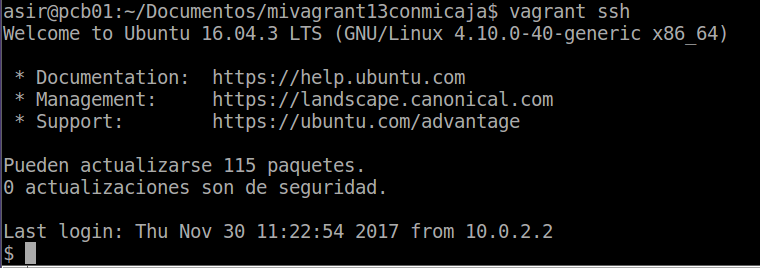 asir@pcb01:~/Documentos/mivagrant13conmicaja$ vagrant ssh
Welcome to Ubuntu 16.04.3 LTS (GNU/Linux 4.10.0-40-generic x86_64)
* Documentation:  https://help.ubuntu.com
* Management:     https://landscape.canonical.com
* Support:        https://ubuntu.com/advantage
Pueden actualizarse 115 paquetes.
0 actualizaciones son de seguridad.
Last login: Thu Nov 30 11:22:54 2017 from 10.0.2.2
$